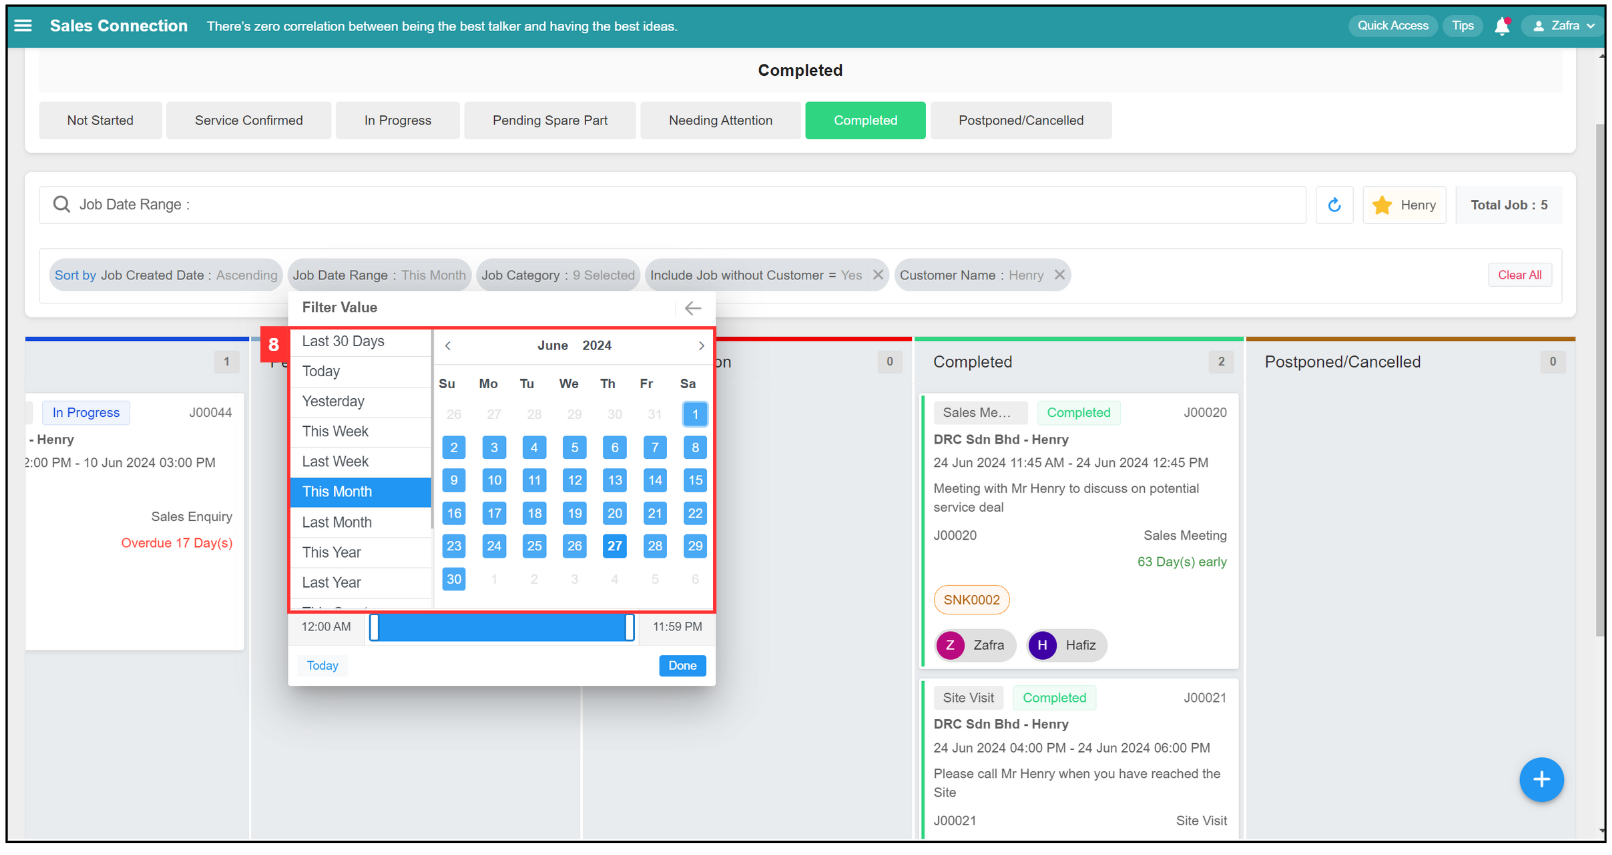 Sales Connection There's zero correlation between being the best talker and having the best ideas. Quick Access Tips Zafra
Completed
Not Started Service Confirmed In Progress Pending Spare Part Needing Attention Completed Postponed/Cancelled
Job Date Range : Henry Total Job : 5
Sort by Job Created Date : Ascending Job Date Range : This Month Job Category : 9 Selected Include Job without Customer = Yes Customer Name : Henry Clear All
Filter Value
8
Last 30 Days
Today
Yesterday
This Week
Last Week
This Month
Last Month
This Year
Last Year
June 2024
Su Mo Tu We Th Fr Sa
26 27 28 29 30 31 1
2 3 4 5 6 7 8
9 10 11 12 13 14 15
16 17 18 19 20 21 22
23 24 25 26 27 28 29
30 1 2 3 4 5 6
12:00 AM 11:59 PM
Today Done
1
In Progress J00044
- Henry
2:00 PM - 10 Jun 2024 03:00 PM
Sales Enquiry
Overdue 17 Day(s)
on 0
Completed 2
Sales Me... Completed J00020
DRC Sdn Bhd - Henry
24 Jun 2024 11:45 AM - 24 Jun 2024 12:45 PM
Meeting with Mr Henry to discuss on potential
service deal
J00020 Sales Meeting
63 Day(s) early
SNK0002
Z Zafra H Hafiz
Site Visit Completed J00021
DRC Sdn Bhd - Henry
24 Jun 2024 04:00 PM - 24 Jun 2024 06:00 PM
Please call Mr Henry when you have reached the
Site
J00021 Site Visit
Postponed/Cancelled 0